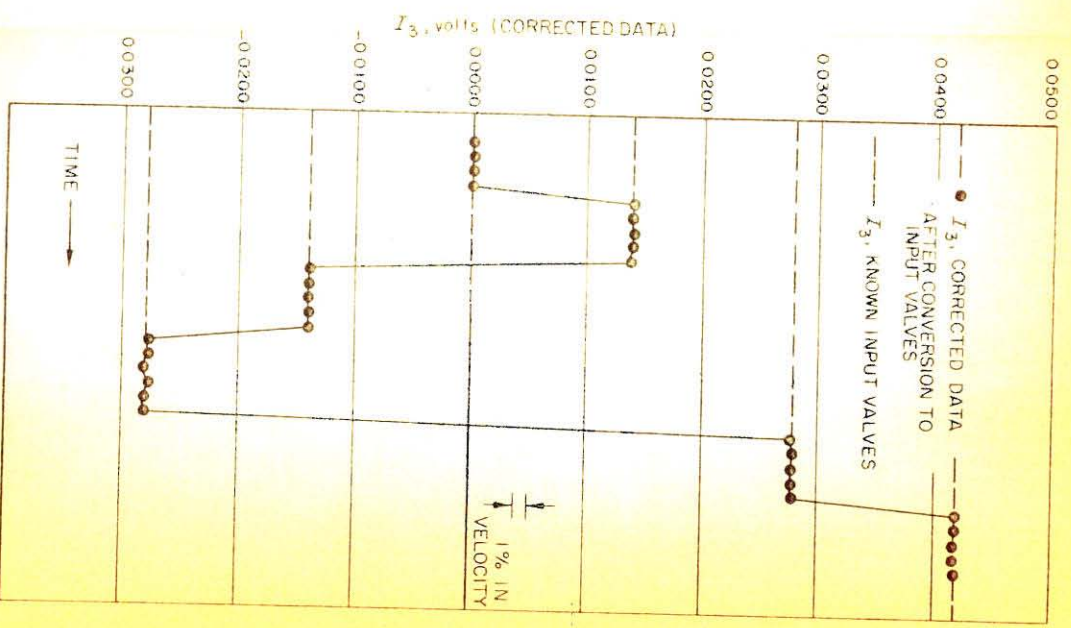 I3, volts (CORRECTED DATA)
0.0500
0.0400
0.0300
0.0200
0.0100
0.0000
-0.0100
-0.0200
0.0300
I3, CORRECTED DATA
AFTER CONVERSION TO
INPUT VALVES
I3, KNOWN INPUT VALVES
1% IN
VELOCITY
TIME